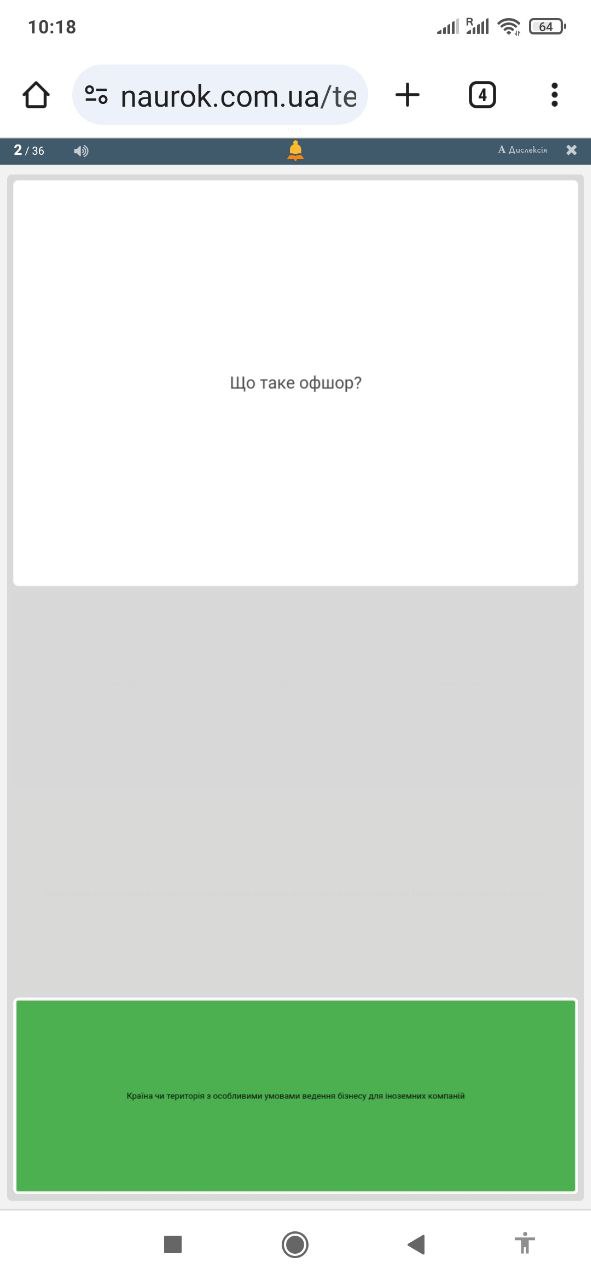 10:18
R
64
naurok.com.ua/te
4
2 / 36
А Дислексія
Що таке офшор?
Країна чи територія з особливими умовами ведення бізнесу для іноземних компаній